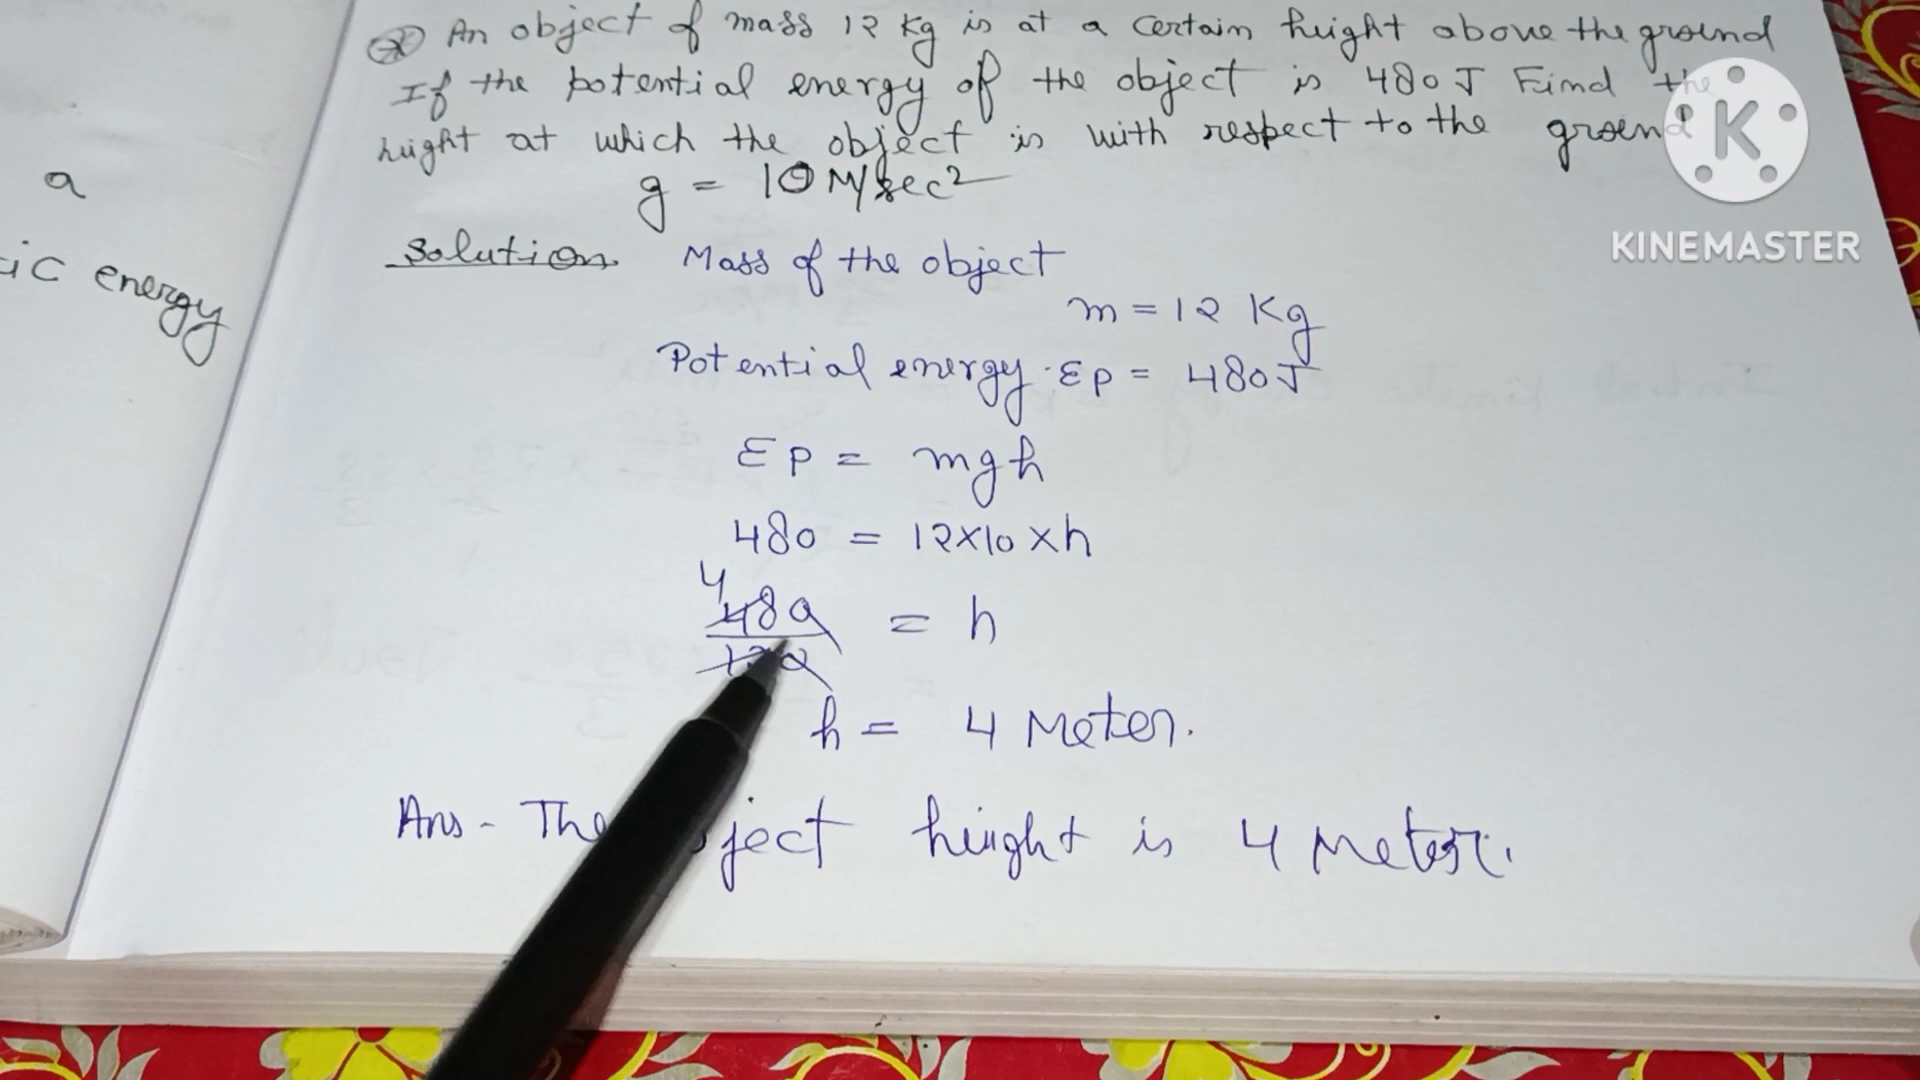 a
ic energy
An object of mass 12 kg is at a certain hight above the ground
If the potential energy of the object is 480 J Find the
hight at which the object is with respect to the ground
g = 10 M/sec²
Solution Mass of the object
m = 12 Kg
Potential energy Ep = 480 J
Ep = mgh
480 = 12×10×h
4
480 = h
120
h = 4 Meter.
Ans - The object hieght is 4 Meter.
K
KINEMASTER